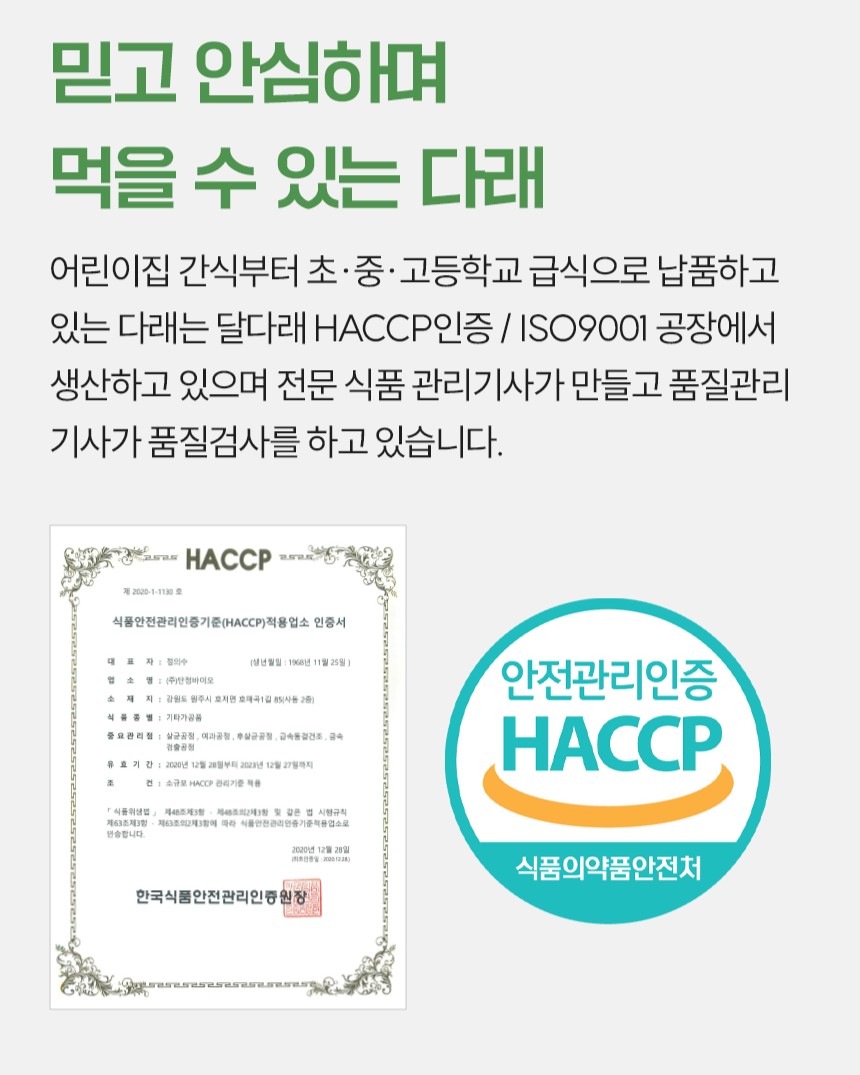 믿고 안심하며
먹을 수 있는 다래
어린이집 간식부터 초·중·고등학교 급식으로 납품하고
있는 다래는 달다래 HACCP인증 / ISO9001 공장에서
생산하고 있으며 전문 식품 관리기사가 만들고 품질관리
기사가 품질검사를 하고 있습니다.
HACCP
제 2020-1-1130 호
식품안전관리인증기준(HACCP)적용업소 인증서
대 표 자 : 정의수 (생년월일 : 1968년 11월 25일)
업 소 명 : (주)단정바이오
소 재 지 : 강원도 원주시 호저면 호매곡1길 85(사동 2층)
식 품 종 별 : 기타가공품
중요관리점 : 살균공정 , 여과공정 , 후살균공정 , 급속동결건조 , 금속
검출공정
유 효 기 간 : 2020년 12월 28일부터 2023년 12월 27일까지
조 건 : 소규모 HACCP 관리기준 적용
「식품위생법」 제48조제3항 · 제48조의2제3항 및 같은 법 시행규칙
제63조제3항 · 제63조의2제3항에 따라 식품안전관리인증기준적용업소로
인증합니다.
2020년 12월 28일
(최초인증일 : 2020.12.28.)
한국식품안전관리인증원장
안전관리인증
HACCP
식품의약품안전처